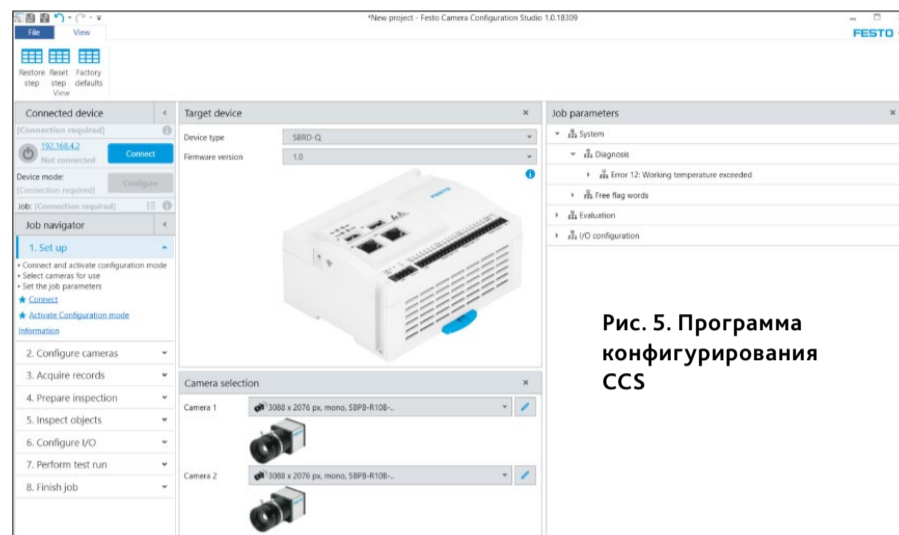 *New project - Festo Camera Configuration Studio 1.0.18309
File
View
FESTO
Restore step
Reset step
Factory defaults
View
Connected device
[Connection required]
192.168.4.2
Not connected
Connect
Device mode:
[Connection required]
Configure
Job: [Connection required]
Job navigator
1. Set up
• Connect and activate configuration mode
• Select cameras for use
• Set the job parameters
Connect
Activate Configuration mode
Information
2. Configure cameras
3. Acquire records
4. Prepare inspection
5. Inspect objects
6. Configure I/O
7. Perform test run
8. Finish job
Target device
Device type
SBRD-Q
Firmware version
1.0
FESTO
Camera selection
Camera 1
3088 x 2076 px, mono, SBPB-R10B-..
Camera 2
3088 x 2076 px, mono, SBPB-R10B-..
Job parameters
System
Diagnosis
Error 12: Working temperature exceeded
Free flag words
Evaluation
I/O configuration
Рис. 5. Программа
конфигурирования
CCS